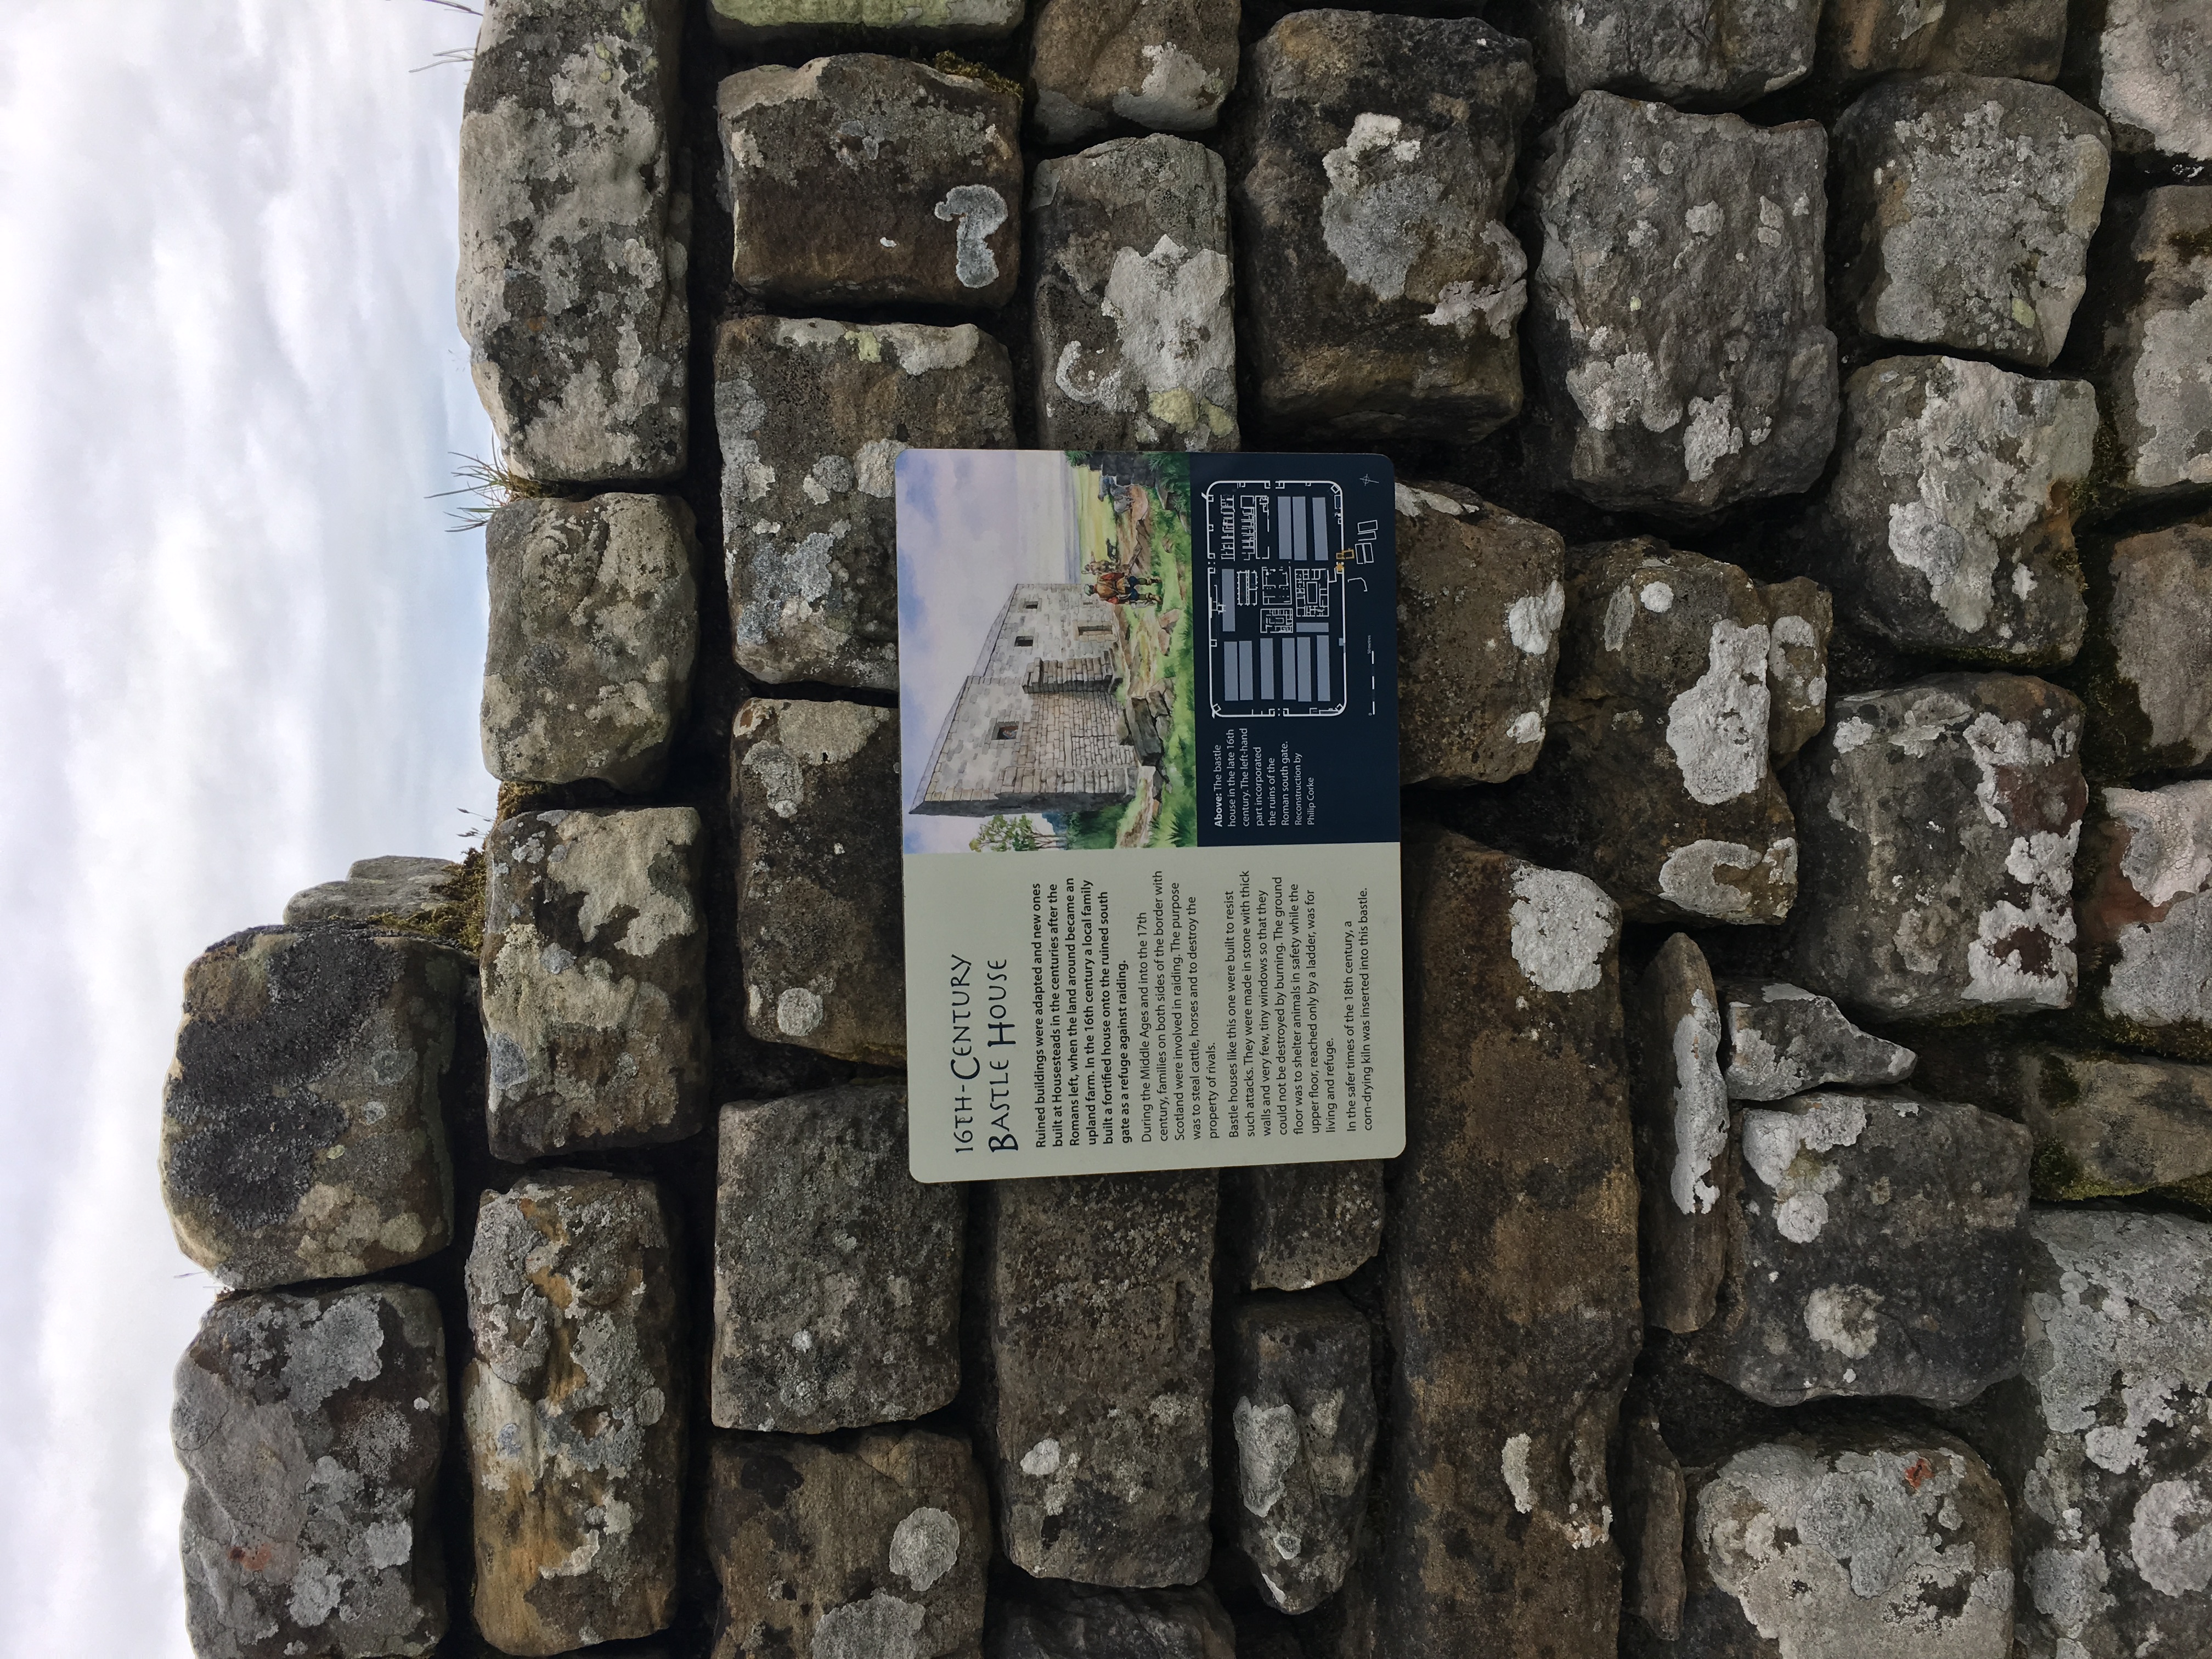 16TH-CENTURY
BASTLE HOUSE
Ruined buildings were adapted and new ones
built at Housesteads in the centuries after the
Romans left, when the land around became an
upland farm. In the 16th century a local family
built a fortified house onto the ruined south
gate as a refuge against raiding.
During the Middle Ages and into the 17th
century, families on both sides of the border with
Scotland were involved in raiding. The purpose
was to steal cattle, horses and to destroy the
property of rivals.
Bastle houses like this one were built to resist
such attacks. They were made in stone with thick
walls and very few, tiny windows so that they
could not be destroyed by burning. The ground
floor was to shelter animals in safety while the
upper floor, reached only by a ladder, was for
living and refuge.
In the safer times of the 18th century, a
corn-drying kiln was inserted into this bastle.
Above: The bastle
house in the late 16th
century. The left-hand
part incorporated
the ruins of the
Roman south gate.
Reconstruction by
Philip Corke